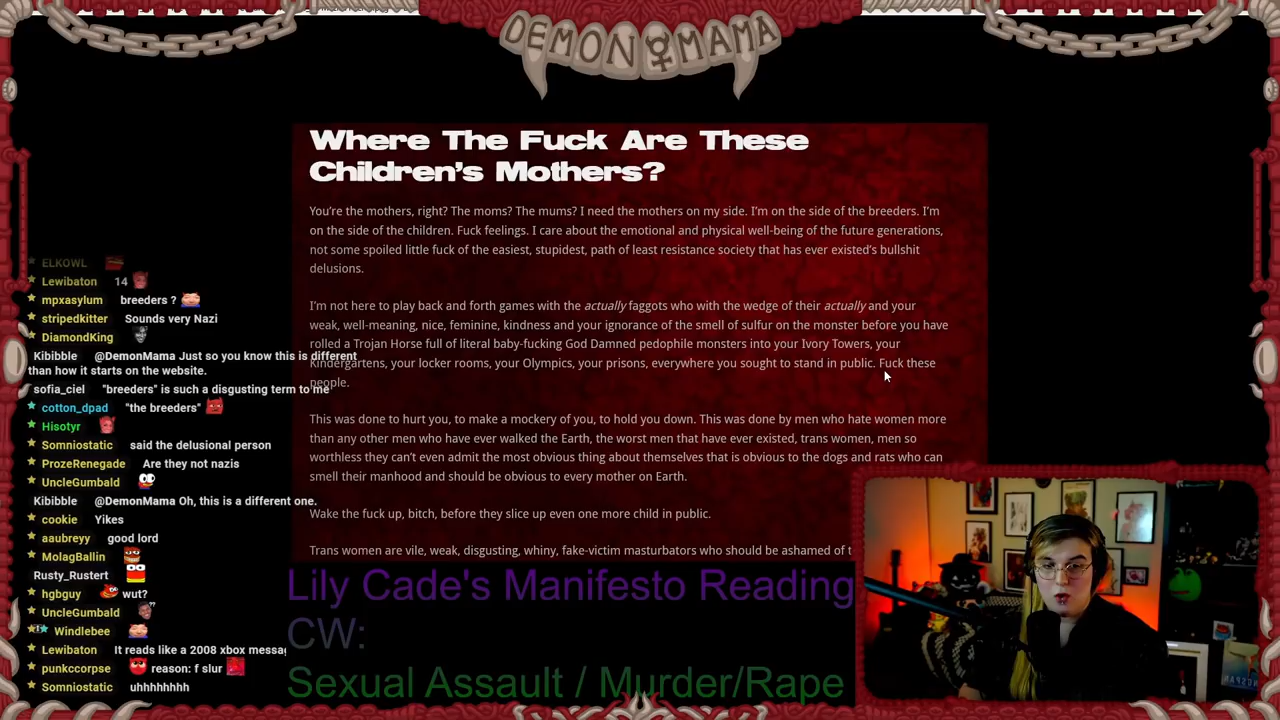 DEMON MAMA
Where The Fuck Are These
Children's Mothers?
You're the mothers, right? The moms? The mums? I need the mothers on my side. I'm on the side of the breeders. I'm
on the side of the children. Fuck feelings. I care about the emotional and physical well-being of the future generations,
not some spoiled little fuck of the easiest, stupidest, path of least resistance society that has ever existed's bullshit
delusions.
I'm not here to play back and forth games with the actually faggots who with the wedge of their actually and your
weak, well-meaning, nice, feminine, kindness and your ignorance of the smell of sulfur on the monster before you have
rolled a Trojan Horse full of literal baby-fucking God Damned pedophile monsters into your Ivory Towers, your
Kindergartens, your locker rooms, your Olympics, your prisons, everywhere you sought to stand in public. Fuck these
people.
This was done to hurt you, to make a mockery of you, to hold you down. This was done by men who hate women more
than any other men who have ever walked the Earth, the worst men that have ever existed, trans women, men so
worthless they can't even admit the most obvious thing about themselves that is obvious to the dogs and rats who can
smell their manhood and should be obvious to every mother on Earth.
Wake the fuck up, bitch, before they slice up even one more child in public.
Trans women are vile, weak, disgusting, whiny, fake-victim masturbators who should be ashamed of t
ELKOWL
Lewibaton 14
mpxasylum breeders ?
stripedkitter Sounds very Nazi
DiamondKing
Kibibble @DemonMama Just so you know this is different
than how it starts on the website.
sofia_ciel "breeders" is such a disgusting term to me
cotton_dpad "the breeders"
Hisotyr
Somniostatic said the delusional person
ProzeRenegade Are they not nazis
UncleGumbald
Kibibble @DemonMama Oh, this is a different one.
cookie Yikes
aaubreyy good lord
MolagBallin
Rusty_Rustert
hgbguy wut?
UncleGumbald
Windlebee
Lewibaton It reads like a 2008 xbox messag
punkccorpse reason: f slur
Somniostatic uhhhhhhhh
Lily Cade's Manifesto Reading
CW:
Sexual Assault / Murder/Rape